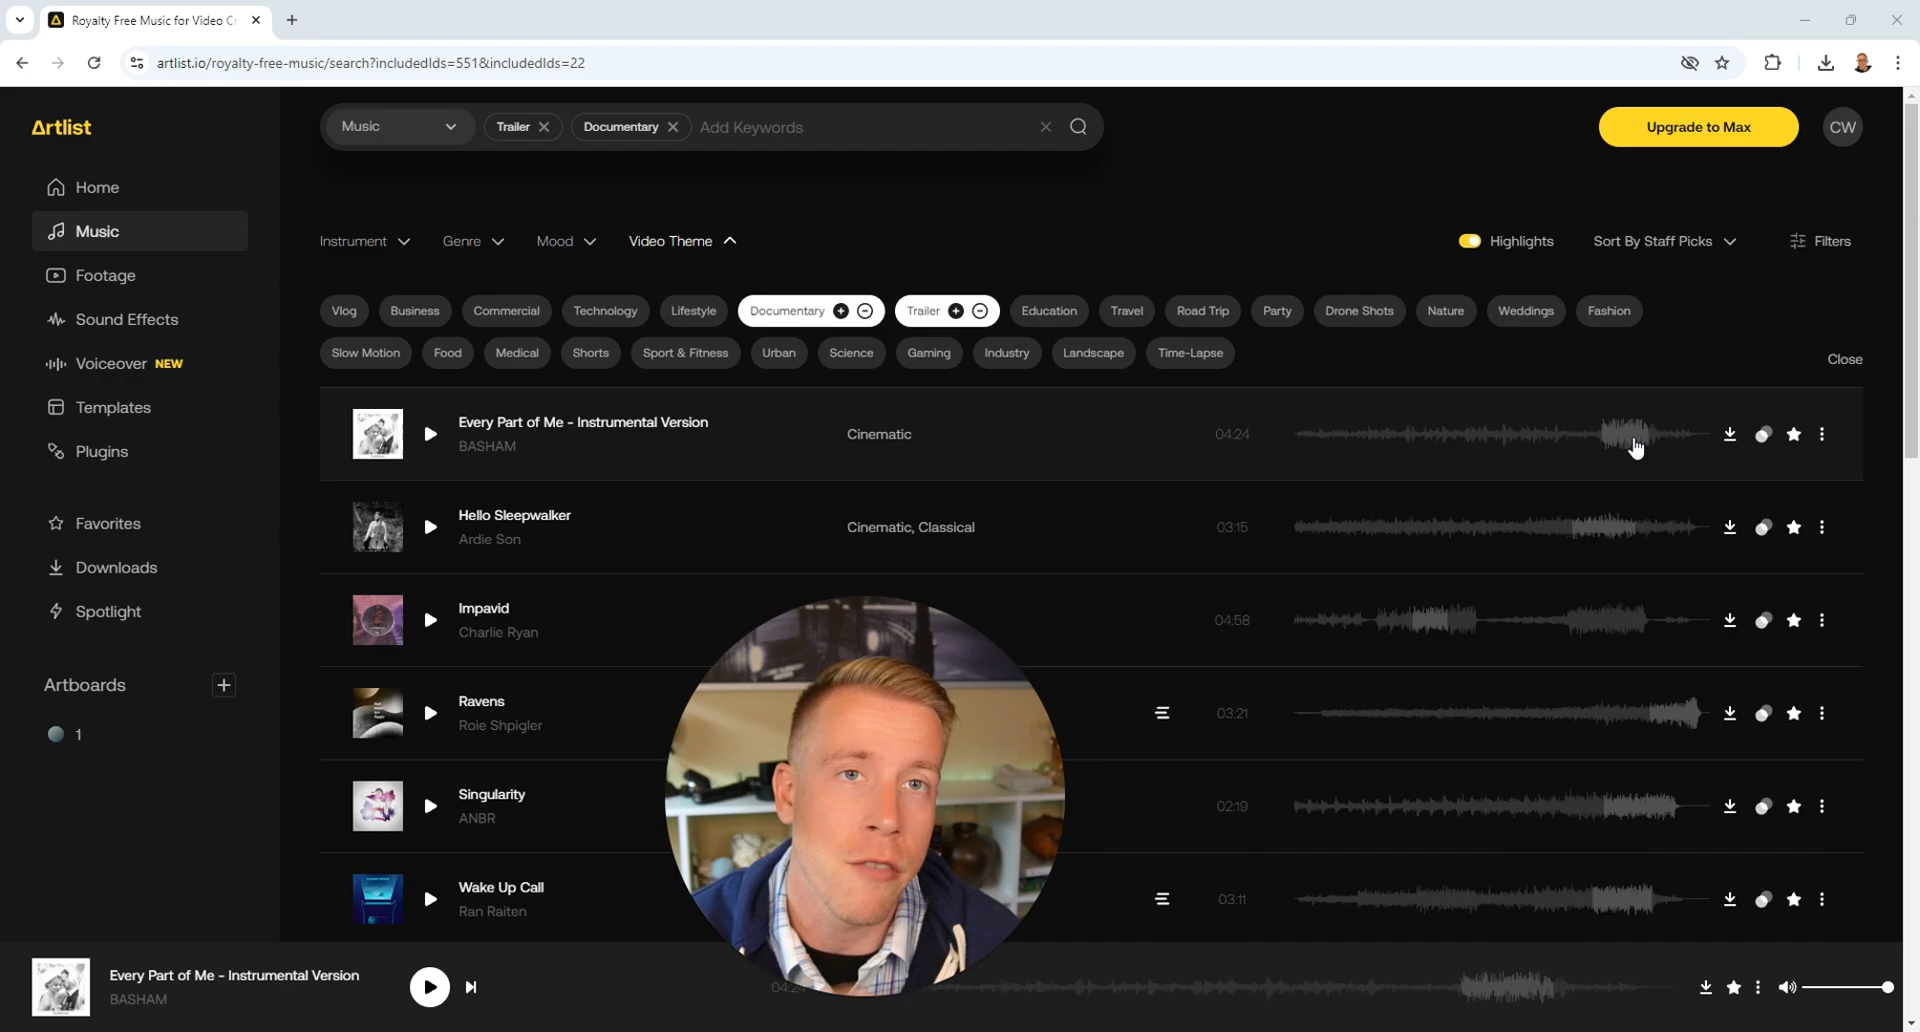 Royalty Free Music for Video C
artlist.io/royalty-free-music/search?includedIds=551&includedIds=22
Artlist
Music
Trailer
Documentary
Add Keywords
Upgrade to Max
CW
Home
Music
Footage
Sound Effects
Voiceover NEW
Templates
Plugins
Favorites
Downloads
Spotlight
Artboards
1
Instrument
Genre
Mood
Video Theme
Highlights
Sort By Staff Picks
Filters
Vlog
Business
Commercial
Technology
Lifestyle
Documentary
Trailer
Education
Travel
Road Trip
Party
Drone Shots
Nature
Weddings
Fashion
Slow Motion
Food
Medical
Shorts
Sport & Fitness
Urban
Science
Gaming
Industry
Landscape
Time-Lapse
Close
Every Part of Me - Instrumental Version
BASHAM
Cinematic
04:24
Hello Sleepwalker
Ardie Son
Cinematic, Classical
03:15
Impavid
Charlie Ryan
04:58
Ravens
Roie Shpigler
03:21
Singularity
ANBR
02:19
Wake Up Call
Ran Raiten
03:11
Every Part of Me - Instrumental Version
BASHAM
04:24